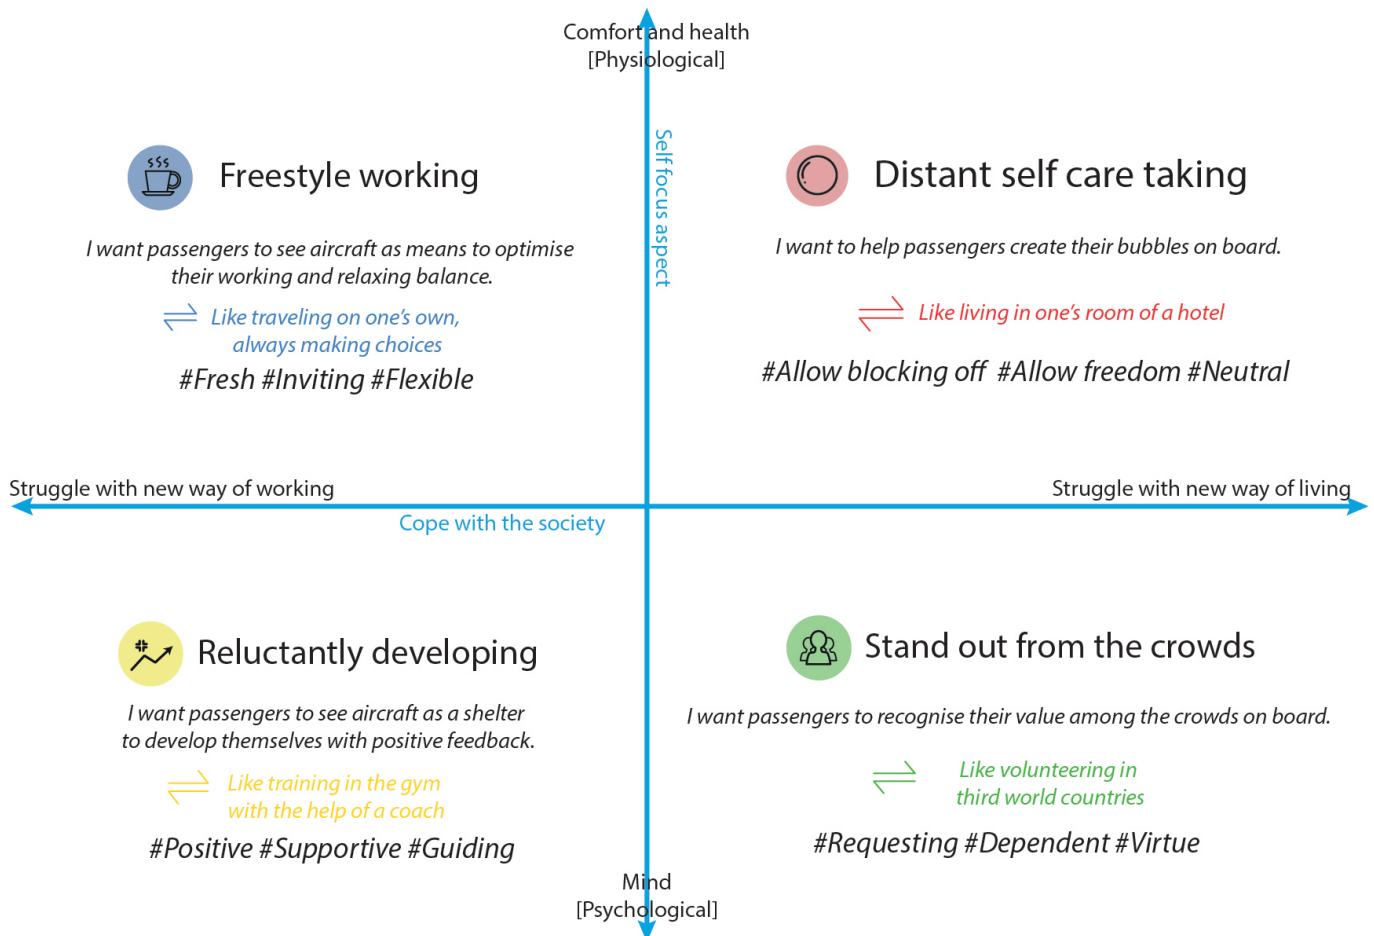 Comfort and health
[Physiological]
Self focus aspect
Freestyle working
I want passengers to see aircraft as means to optimise
their working and relaxing balance.
Like traveling on one's own,
always making choices
#Fresh #Inviting #Flexible
Distant self care taking
I want to help passengers create their bubbles on board.
Like living in one's room of a hotel
#Allow blocking off #Allow freedom #Neutral
Struggle with new way of working
Struggle with new way of living
Cope with the society
Reluctantly developing
I want passengers to see aircraft as a shelter
to develop themselves with positive feedback.
Like training in the gym
with the help of a coach
#Positive #Supportive #Guiding
Stand out from the crowds
I want passengers to recognise their value among the crowds on board.
Like volunteering in
third world countries
#Requesting #Dependent #Virtue
Mind
[Psychological]